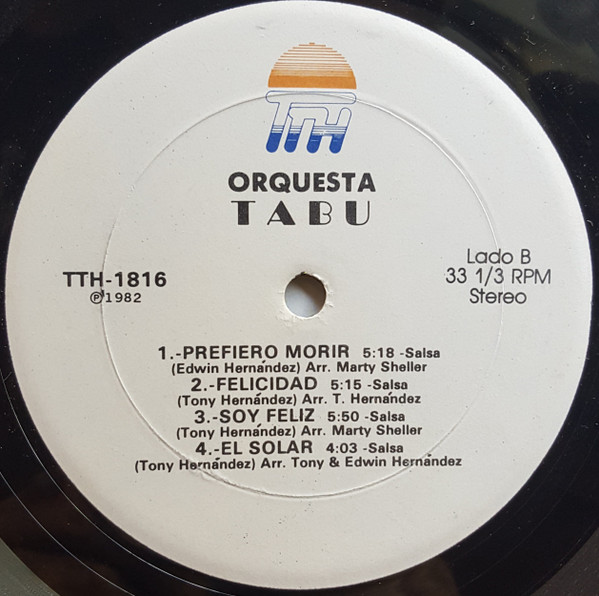 TTH
ORQUESTA
TABU
TTH-1816
℗1982
Lado B
33 1/3 RPM
Stereo
1.-PREFIERO MORIR 5:18 -Salsa
(Edwin Hernández) Arr. Marty Sheller
2.-FELICIDAD 5:15 -Salsa
(Tony Hernández) Arr. T. Hernández
3.-SOY FELIZ 5:50 -Salsa
(Tony Hernández) Arr. Marty Sheller
4.-EL SOLAR 4:03 -Salsa
(Tony Hernández) Arr. Tony & Edwin Hernández